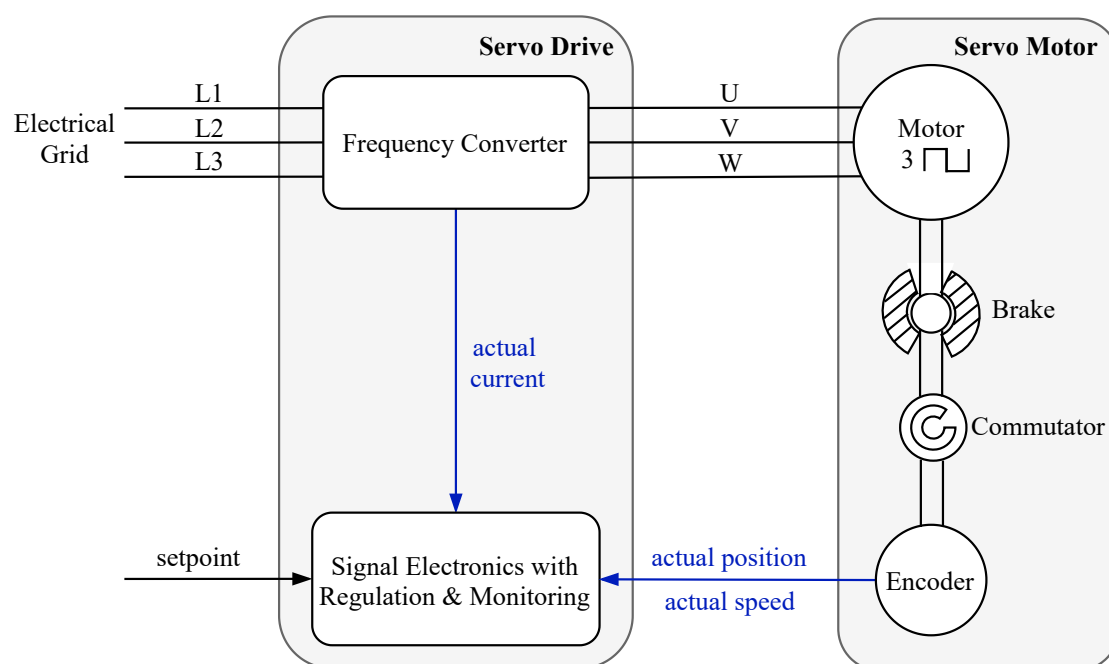 Servo Drive
Servo Motor
Electrical
Grid
L1
L2
L3
Frequency Converter
U
V
W
Motor
3
Brake
actual
current
Commutator
setpoint
Signal Electronics with
Regulation & Monitoring
actual position
actual speed
Encoder